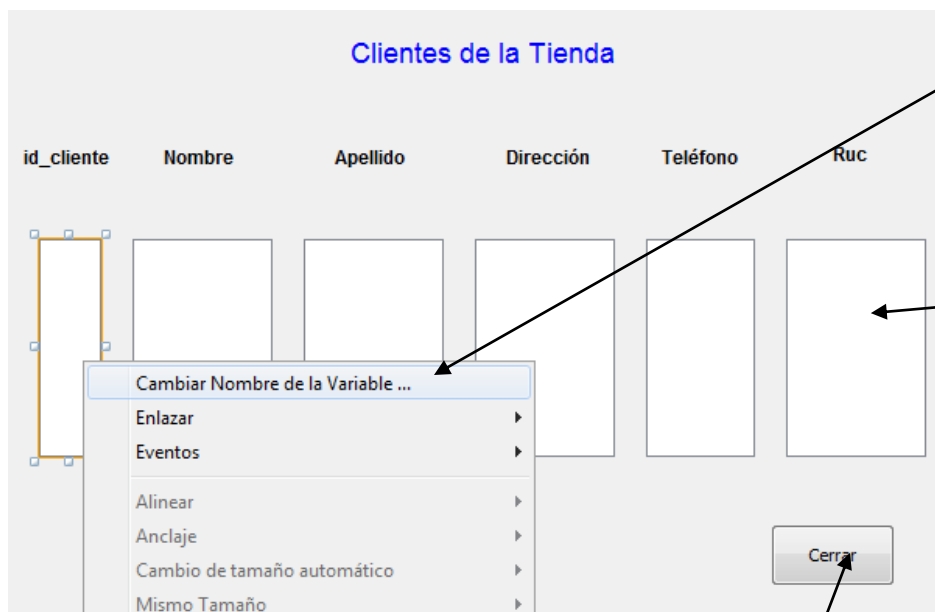 Clientes de la Tienda
id_cliente Nombre Apellido Dirección Teléfono Ruc
Cambiar Nombre de la Variable ...
Enlazar
Eventos
Alinear
Anclaje
Cambio de tamaño automático
Mismo Tamaño
Cerrar